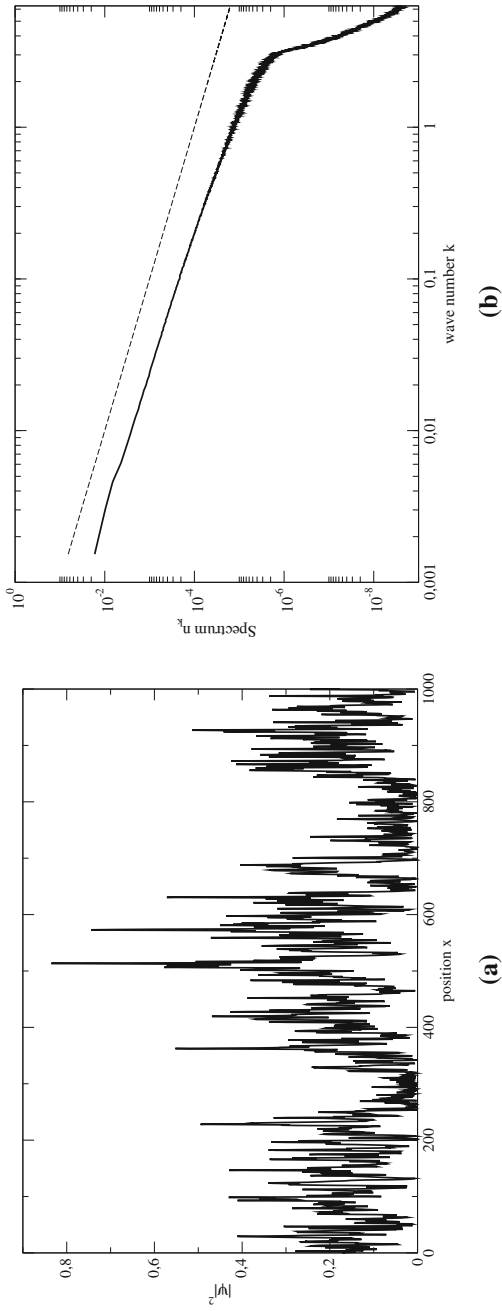 |ψ|²
0,8
0,6
0,4
0,2
0
0 200 400 600 800 1000
position x
(a)
Spectrum nₖ
10⁰
10⁻²
10⁻⁴
10⁻⁶
10⁻⁸
0,001 0,01 0,1 1
wave number k
(b)